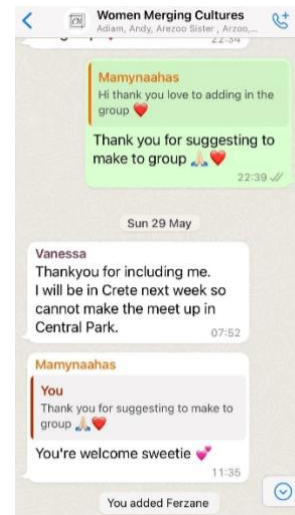 Women Merging Cultures
Adiam, Andy, Arezoo Sister, Arzoo,...
22:34
Mamynaahas
Hi thank you love to adding in the
group ❤️
Thank you for suggesting to
make to group 🙏🏻❤️
22:39
Sun 29 May
Vanessa
Thankyou for including me.
I will be in Crete next week so
cannot make the meet up in
Central Park.
07:52
Mamynaahas
You
Thank you for suggesting to make to
group 🙏🏻❤️
You're welcome sweetie 💕
11:35
You added Ferzane